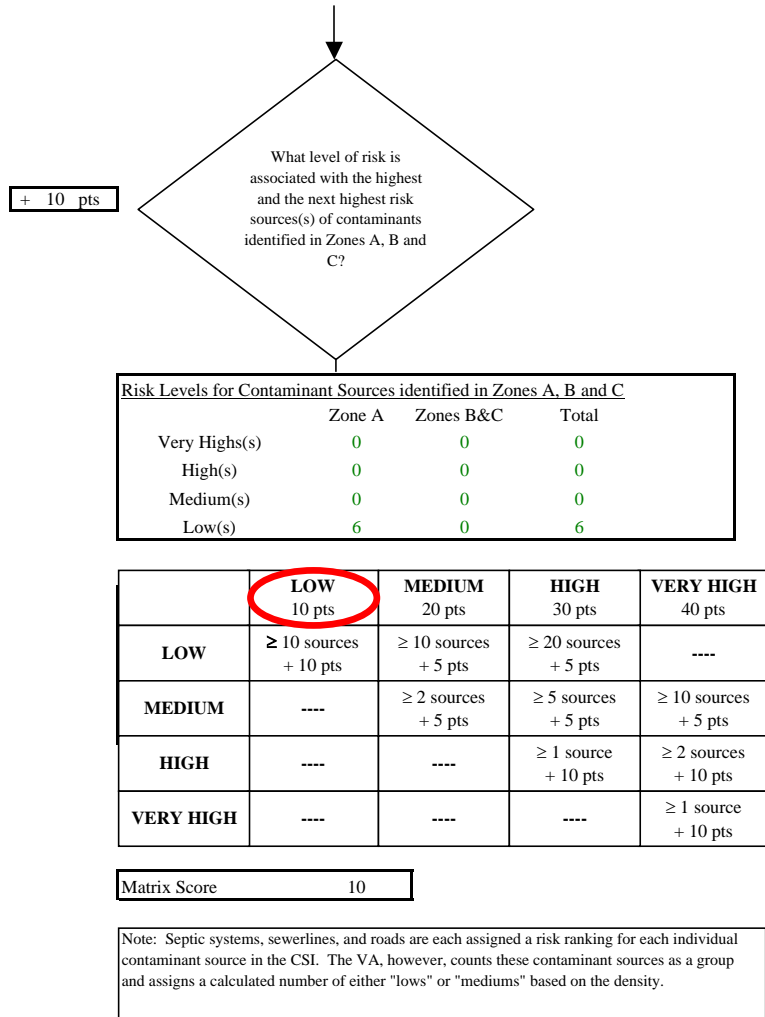 What level of risk is
associated with the highest
and the next highest risk
sources(s) of contaminants
identified in Zones A, B and
C?
+ 10 pts
Risk Levels for Contaminant Sources identified in Zones A, B and C
Zone A Zones B&C Total
Very Highs(s) 0 0 0
High(s) 0 0 0
Medium(s) 0 0 0
Low(s) 6 0 6
LOW MEDIUM HIGH VERY HIGH
10 pts 20 pts 30 pts 40 pts
LOW ≥ 10 sources ≥ 10 sources ≥ 20 sources ----
+ 10 pts + 5 pts + 5 pts
MEDIUM ---- ≥ 2 sources ≥ 5 sources ≥ 10 sources
+ 5 pts + 5 pts + 5 pts
HIGH ---- ---- ≥ 1 source ≥ 2 sources
+ 10 pts + 10 pts
VERY HIGH ---- ---- ---- ≥ 1 source
+ 10 pts
Matrix Score 10
Note: Septic systems, sewerlines, and roads are each assigned a risk ranking for each individual
contaminant source in the CSI. The VA, however, counts these contaminant sources as a group
and assigns a calculated number of either "lows" or "mediums" based on the density.